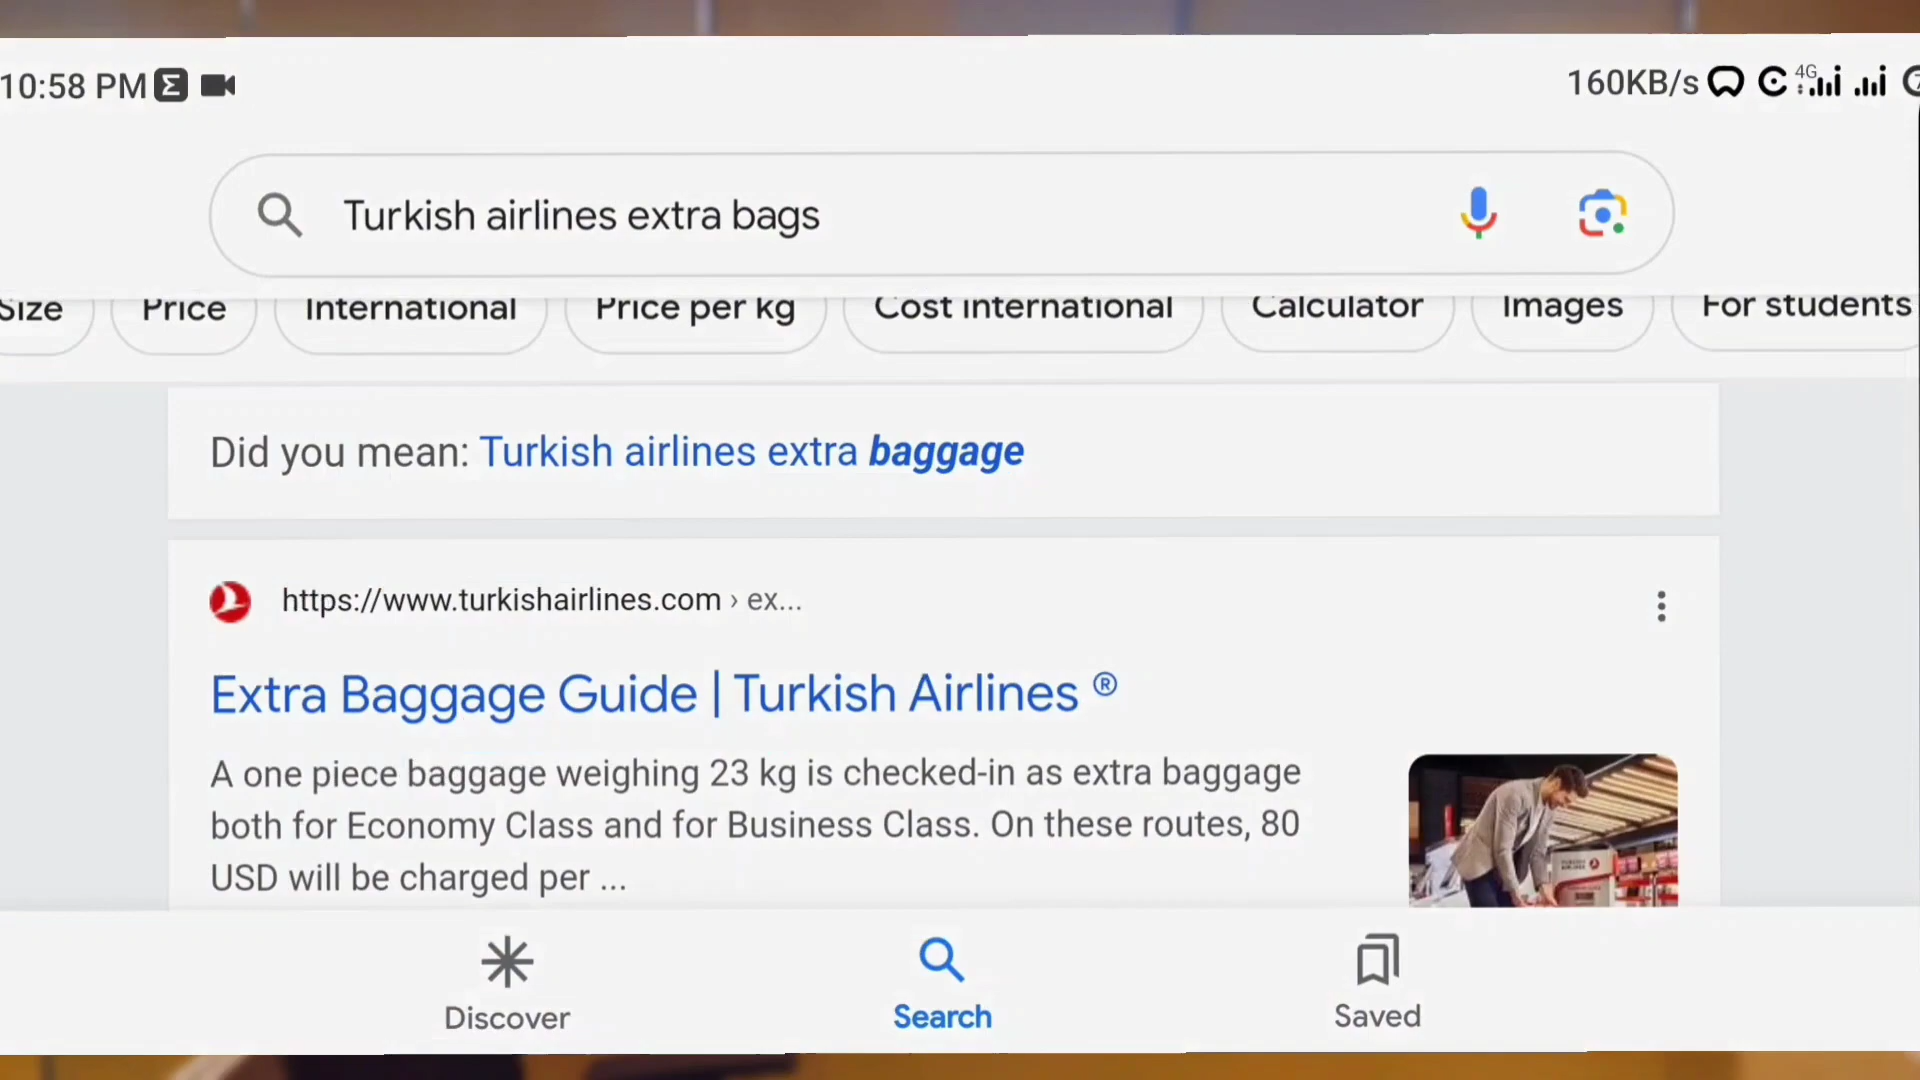 10:58 PM
160KB/s 4G
Turkish airlines extra bags
Size Price International Price per kg Cost international Calculator Images For students
Did you mean: Turkish airlines extra baggage
https://www.turkishairlines.com › ex...
Extra Baggage Guide | Turkish Airlines ®
A one piece baggage weighing 23 kg is checked-in as extra baggage
both for Economy Class and for Business Class. On these routes, 80
USD will be charged per ...
Discover Search Saved